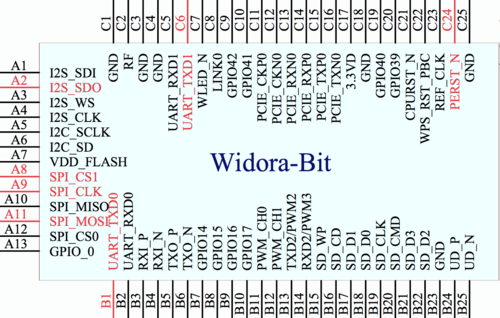 C1
C2
C3
C4
C5
C6
C7
C8
C9
C10
C11
C12
C13
C14
C15
C16
C17
C18
C19
C20
C21
C22
C23
C24
C25
GND
RF
GND
GND
UART_RXD1
UART_TXD1
WLED_N
LINK0
GPIO42
GPIO41
PCIE_CKP0
PCIE_CKN0
PCIE_RXN0
PCIE_RXP0
PCIE_TXP0
PCIE_TXN0
3.3VD
GND
GPIO40
GPIO39
CPURST_N
WPS_RST_PBC
REF_CLK
PERST_N
GND
A1 I2S_SDI
A2 I2S_SDO
A3 I2S_WS
A4 I2S_CLK
A5 I2C_SCLK
A6 I2C_SD
A7 VDD_FLASH
A8 SPI_CS1
A9 SPI_CLK
A10 SPI_MISO
A11 SPI_MOSI
A12 SPI_CS0
A13 GPIO_0
Widora-Bit
UART_TXD0
UART_RXD0
RXI_P
RXI_N
TXO_P
TXO_N
GPIO14
GPIO15
GPIO16
GPIO17
PWM_CH0
PWM_CH1
TXD2/PWM2
RXD2/PWM3
SD_WP
SD_CD
SD_D1
SD_D0
SD_CLK
SD_CMD
SD_D3
SD_D2
GND
UD_P
UD_N
B1
B2
B3
B4
B5
B6
B7
B8
B9
B10
B11
B12
B13
B14
B15
B16
B17
B18
B19
B20
B21
B22
B23
B24
B25